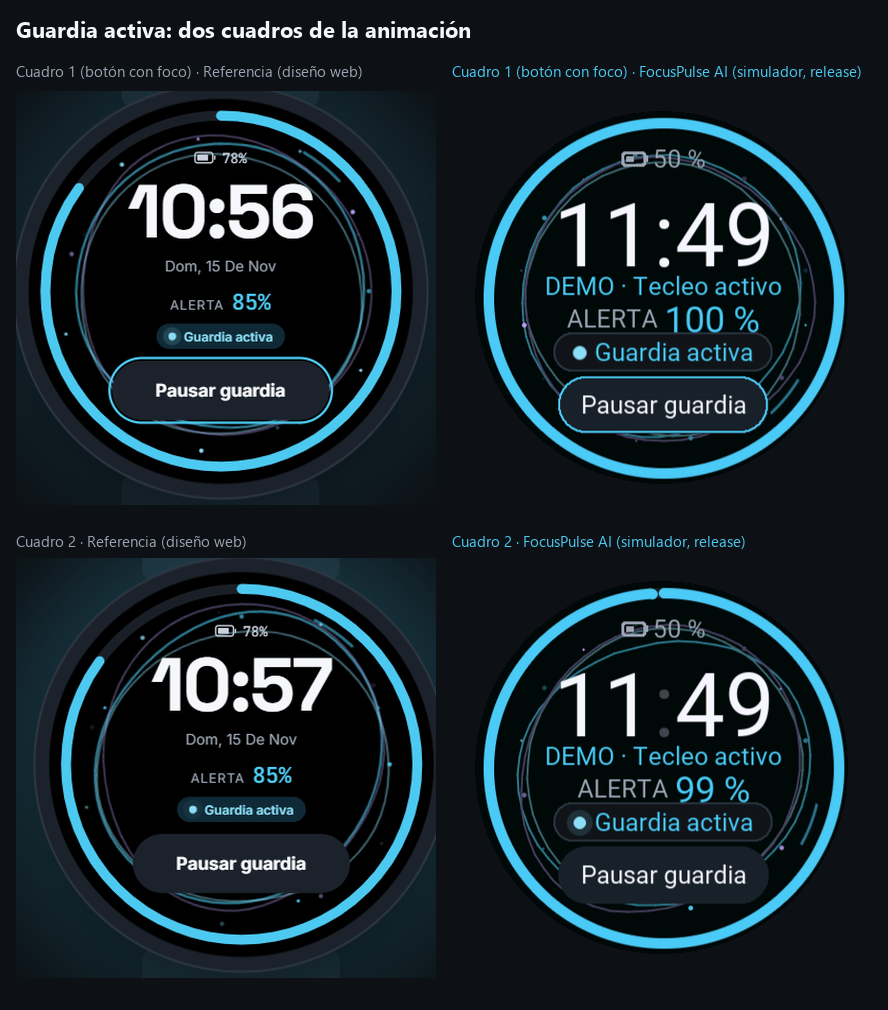 Guardia activa: dos cuadros de la animación
Cuadro 1 (botón con foco) · Referencia (diseño web)
78%
10:56
Dom, 15 De Nov
ALERTA 85%
Guardia activa
Pausar guardia
Cuadro 1 (botón con foco) · FocusPulse AI (simulador, release)
50 %
11:49
DEMO · Tecleo activo
ALERTA 100 %
Guardia activa
Pausar guardia
Cuadro 2 · Referencia (diseño web)
78%
10:57
Dom, 15 De Nov
ALERTA 85%
Guardia activa
Pausar guardia
Cuadro 2 · FocusPulse AI (simulador, release)
50 %
11:49
DEMO · Tecleo activo
ALERTA 99 %
Guardia activa
Pausar guardia